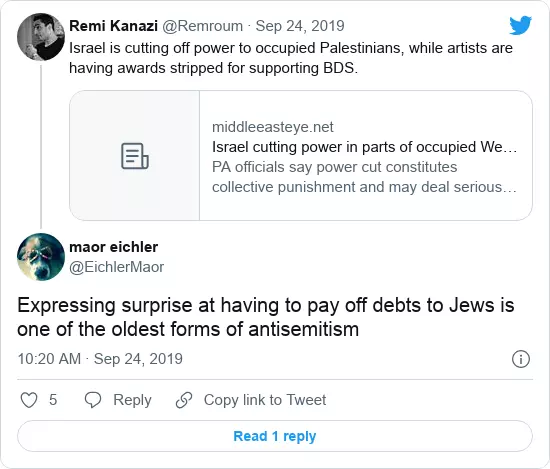 Remi Kanazi @Remroum · Sep 24, 2019
Israel is cutting off power to occupied Palestinians, while artists are
having awards stripped for supporting BDS.
middleeasteye.net
Israel cutting power in parts of occupied We…
PA officials say power cut constitutes
collective punishment and may deal serious…
maor eichler
@EichlerMaor
Expressing surprise at having to pay off debts to Jews is
one of the oldest forms of antisemitism
10:20 AM · Sep 24, 2019
5 Reply Copy link to Tweet
Read 1 reply